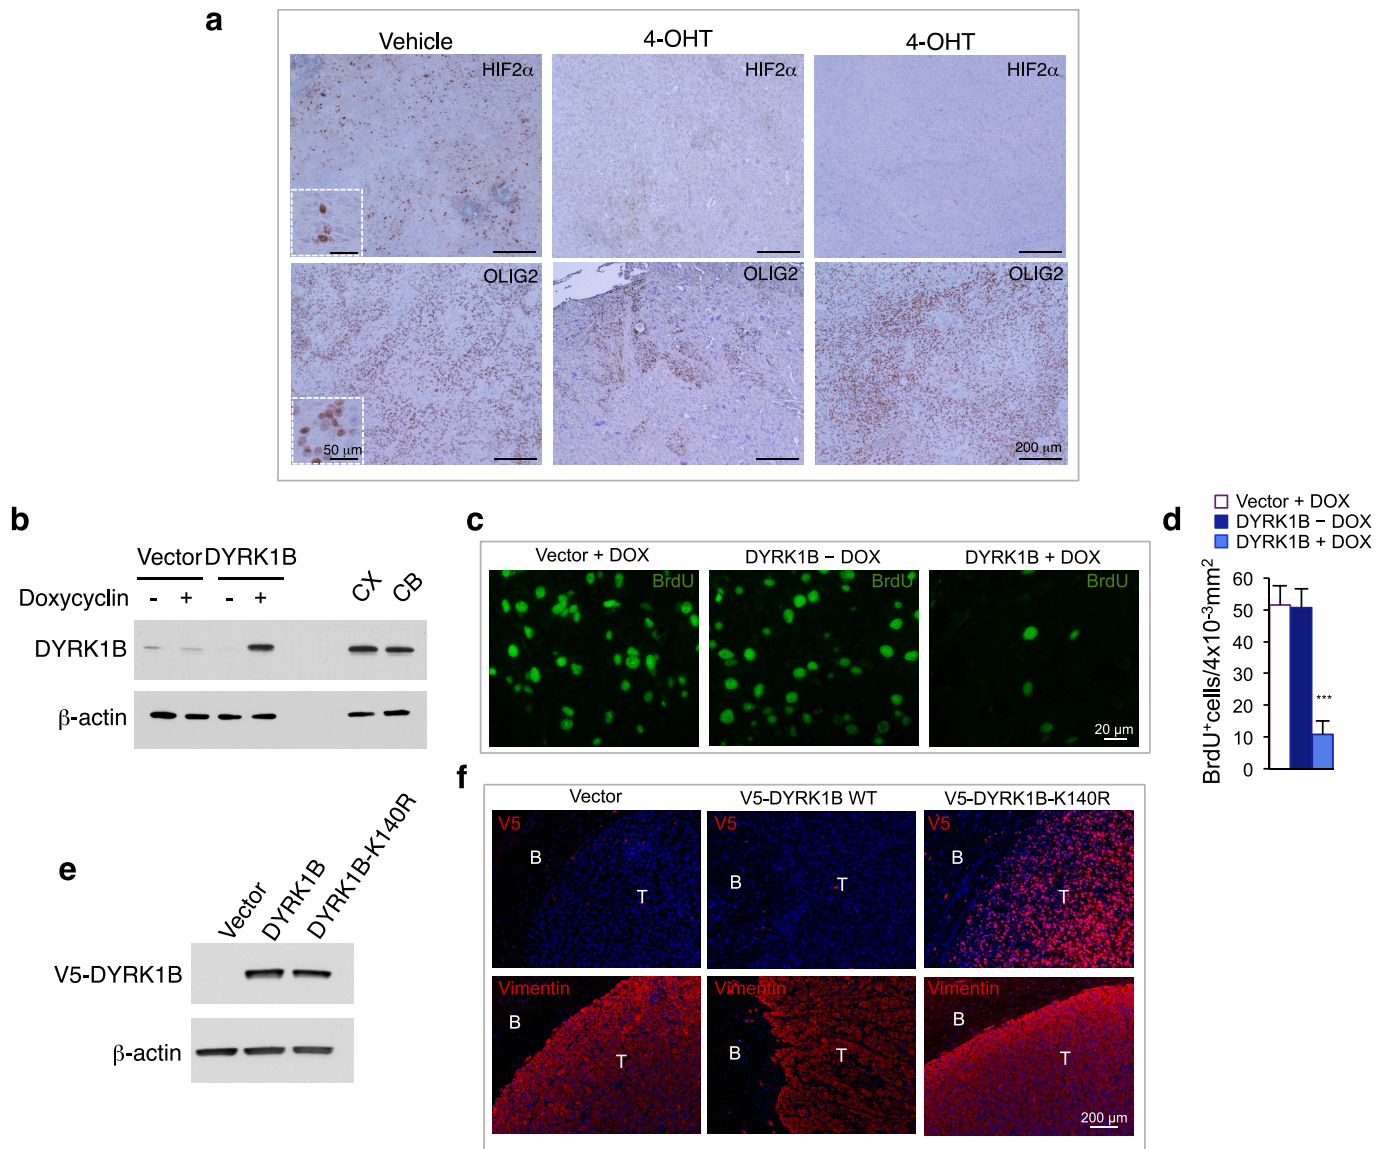 a
Vehicle 4-OHT 4-OHT
HIF2α HIF2α HIF2α
OLIG2 OLIG2 OLIG2
50 µm 200 µm
b
Vector DYRK1B
Doxycyclin - + - + CX CB
DYRK1B
β-actin
c
Vector + DOX DYRK1B – DOX DYRK1B + DOX
BrdU BrdU BrdU
20 µm
d
Vector + DOX
DYRK1B – DOX
DYRK1B + DOX
BrdU⁺cells/4x10⁻³mm²
60
50
40
30
20
10
0
***
e
Vector DYRK1B DYRK1B-K140R
V5-DYRK1B
β-actin
f
Vector V5-DYRK1B WT V5-DYRK1B-K140R
V5 V5 V5
B T B T B T
Vimentin Vimentin Vimentin
B T B T B T
200 µm